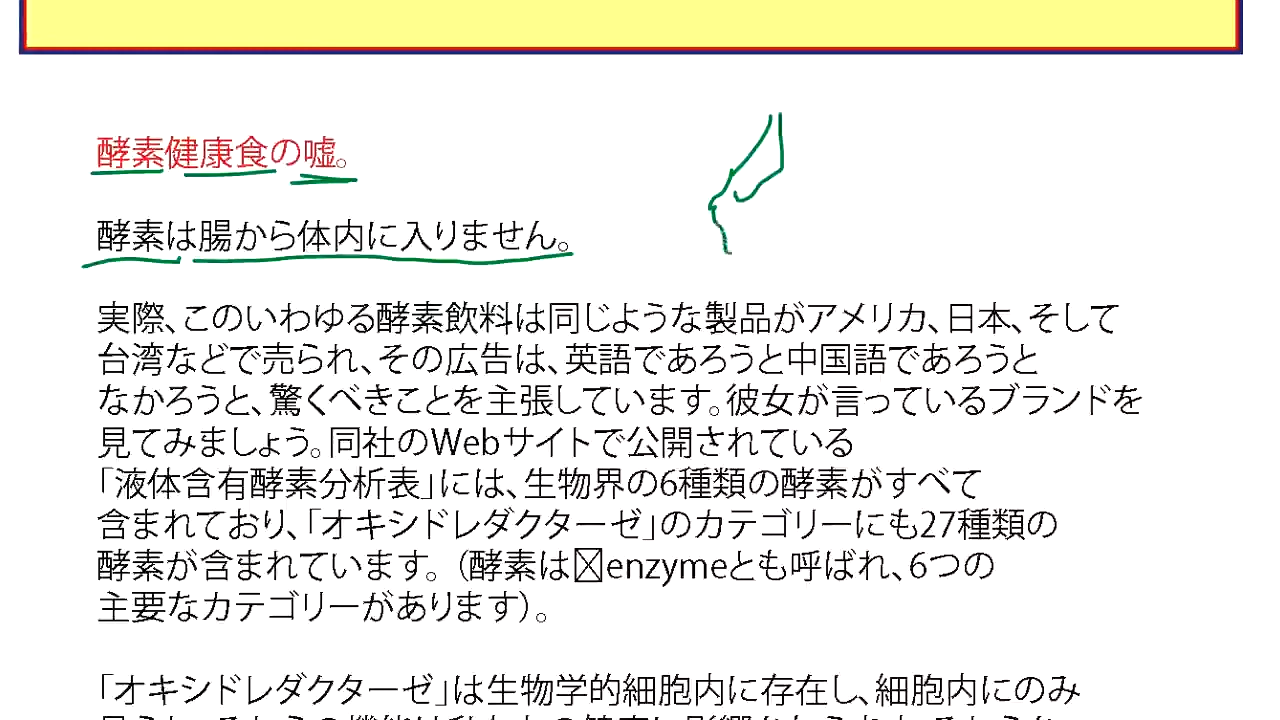 酵素健康食の嘘。
酵素は腸から体内に入りません。
実際、このいわゆる酵素飲料は同じような製品がアメリカ、日本、そして
台湾などで売られ、その広告は、英語であろうと中国語であろうと
なかろうと、驚くべきことを主張しています。彼女が言っているブランドを
見てみましょう。同社のWebサイトで公開されている
「液体含有酵素分析表」には、生物界の6種類の酵素がすべて
含まれており、「オキシドレダクターゼ」のカテゴリーにも27種類の
酵素が含まれています。（酵素はenzymeとも呼ばれ、6つの
主要なカテゴリーがあります）。
「オキシドレダクターゼ」は生物学的細胞内に存在し、細胞内にのみ